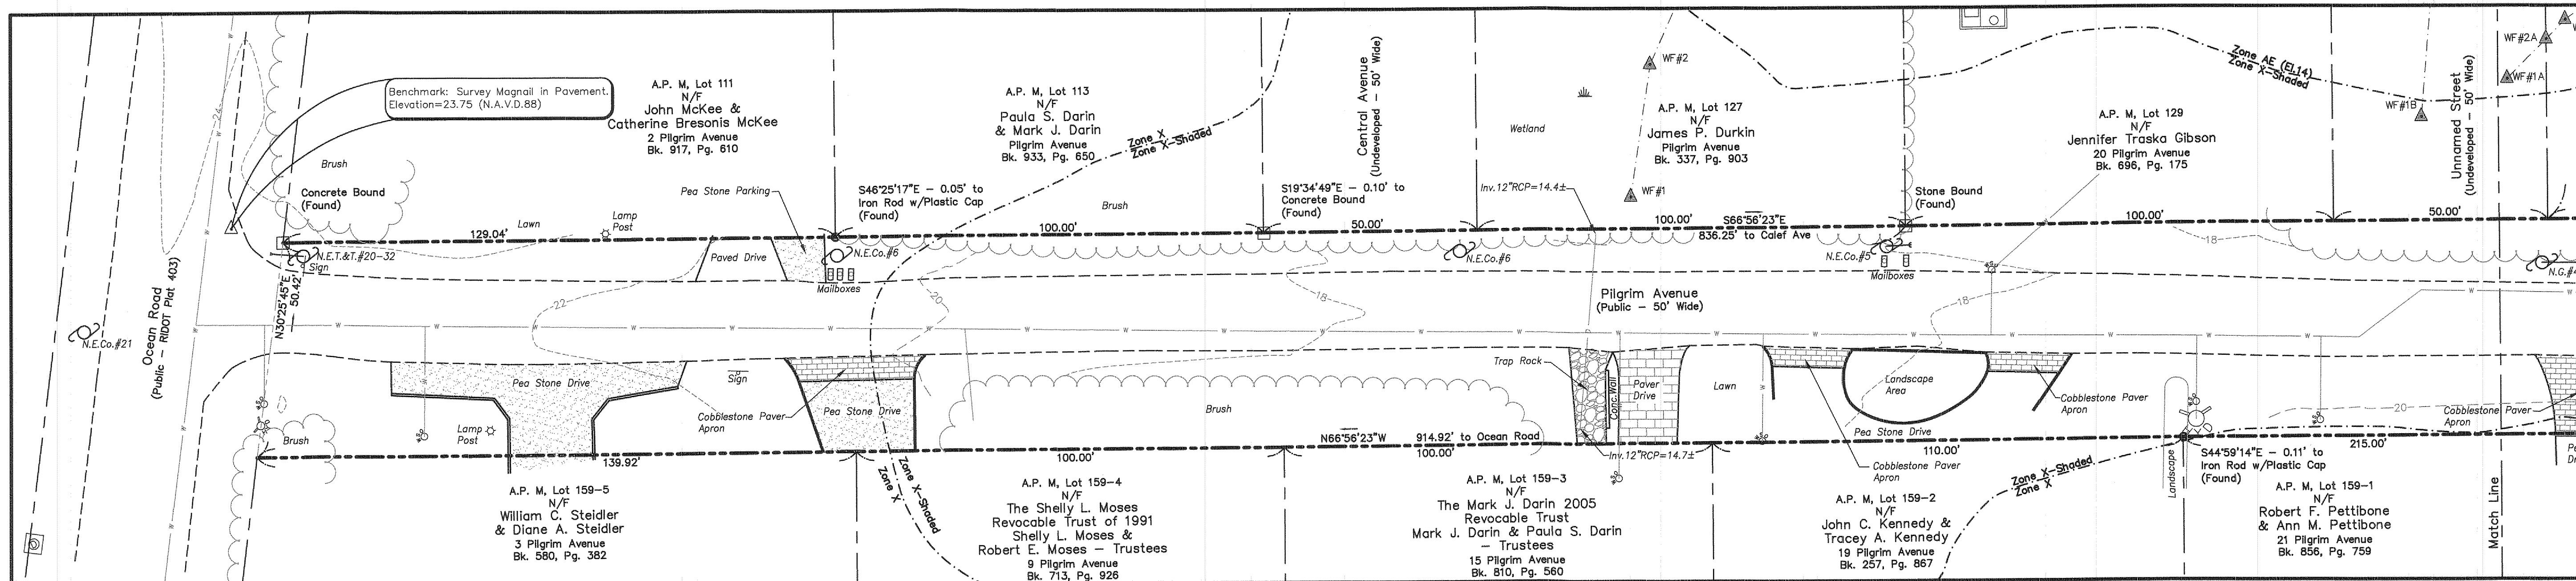 Benchmark: Survey Magnail in Pavement.
Elevation=23.75 (N.A.V.D.88)
A.P. M, Lot 111
N/F
John McKee &
Catherine Bresonis McKee
2 Pilgrim Avenue
Bk. 917, Pg. 610
A.P. M, Lot 113
N/F
Paula S. Darin
& Mark J. Darin
Pilgrim Avenue
Bk. 933, Pg. 650
Zone X
Zone X-Shaded
Central Avenue
(Undeveloped - 50' Wide)
Wetland
WF#2
WF#1
A.P. M, Lot 127
N/F
James P. Durkin
Pilgrim Avenue
Bk. 337, Pg. 903
A.P. M, Lot 129
N/F
Jennifer Traska Gibson
20 Pilgrim Avenue
Bk. 696, Pg. 175
Zone AE (El.14)
Zone X-Shaded
WF#1B
Unnamed Street
(Undeveloped - 50' Wide)
WF#2A
WF#1A
24
Brush
Concrete Bound
(Found)
Lawn
Lamp
Post
129.04'
Pea Stone Parking
S46°25'17"E - 0.05' to
Iron Rod w/Plastic Cap
(Found)
Brush
100.00'
S19°34'49"E - 0.10' to
Concrete Bound
(Found)
50.00'
Inv.12"RCP=14.4±
100.00'
S66°56'23"E
836.25' to Calef Ave
Stone Bound
(Found)
100.00'
50.00'
N.E.T.&T.#20-32
Sign
Paved Drive
N.E.Co.#6
Mailboxes
N.E.Co.#6
N.E.Co.#5
Mailboxes
18
N.G.#4
N30°25'45"E
50.42'
Ocean Road
(Public - RIDOT Plat 403)
N.E.Co.#21
22
20
18
Pilgrim Avenue
(Public - 50' Wide)
18
W W W W W W W W W W W W W W W W W W W W W W
Pea Stone Drive
Sign
Cobblestone Paver
Apron
Pea Stone Drive
Brush
Lamp
Post
Brush
Trap Rock
Conc.Wall
Paver
Drive
Lawn
Landscape
Area
Pea Stone Drive
Cobblestone Paver
Apron
Cobblestone Paver
Apron
20
Cobblestone Paver
Apron
139.92'
100.00'
N66°56'23"W 914.92' to Ocean Road
100.00'
Inv.12"RCP=14.7±
110.00'
215.00'
S44°59'14"E - 0.11' to
Iron Rod w/Plastic Cap
(Found)
Landscape
Zone X-Shaded
Zone X
Zone X-Shaded
Zone X
A.P. M, Lot 159-5
N/F
William C. Steidler
& Diane A. Steidler
3 Pilgrim Avenue
Bk. 580, Pg. 382
A.P. M, Lot 159-4
N/F
The Shelly L. Moses
Revocable Trust of 1991
Shelly L. Moses &
Robert E. Moses - Trustees
9 Pilgrim Avenue
Bk. 713, Pg. 926
A.P. M, Lot 159-3
N/F
The Mark J. Darin 2005
Revocable Trust
Mark J. Darin & Paula S. Darin
- Trustees
15 Pilgrim Avenue
Bk. 810, Pg. 560
A.P. M, Lot 159-2
N/F
John C. Kennedy &
Tracey A. Kennedy
19 Pilgrim Avenue
Bk. 257, Pg. 867
A.P. M, Lot 159-1
N/F
Robert F. Pettibone
& Ann M. Pettibone
21 Pilgrim Avenue
Bk. 856, Pg. 759
Match Line